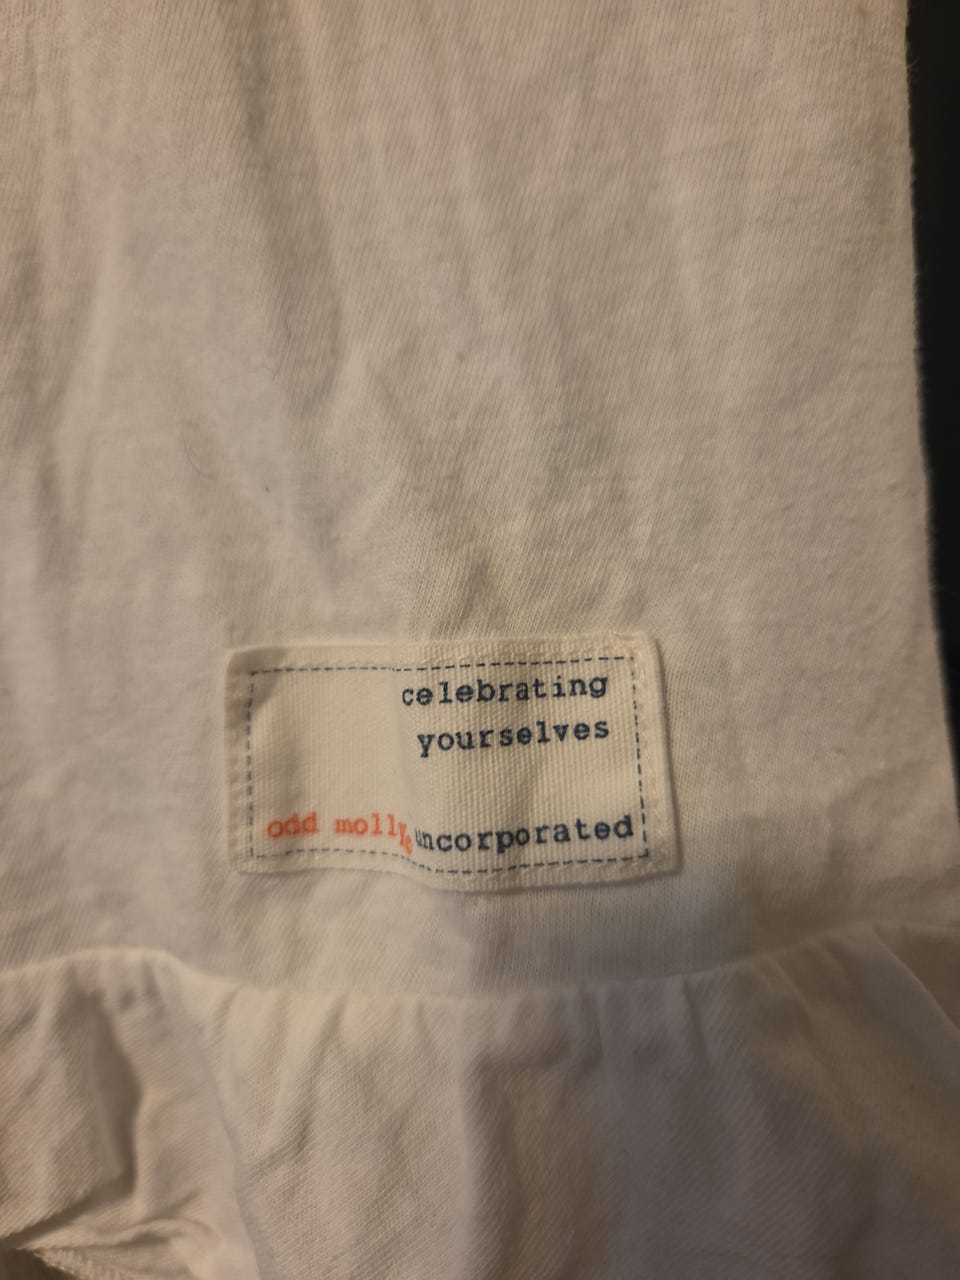 celebrating
yourselves
odd molly uncorporated